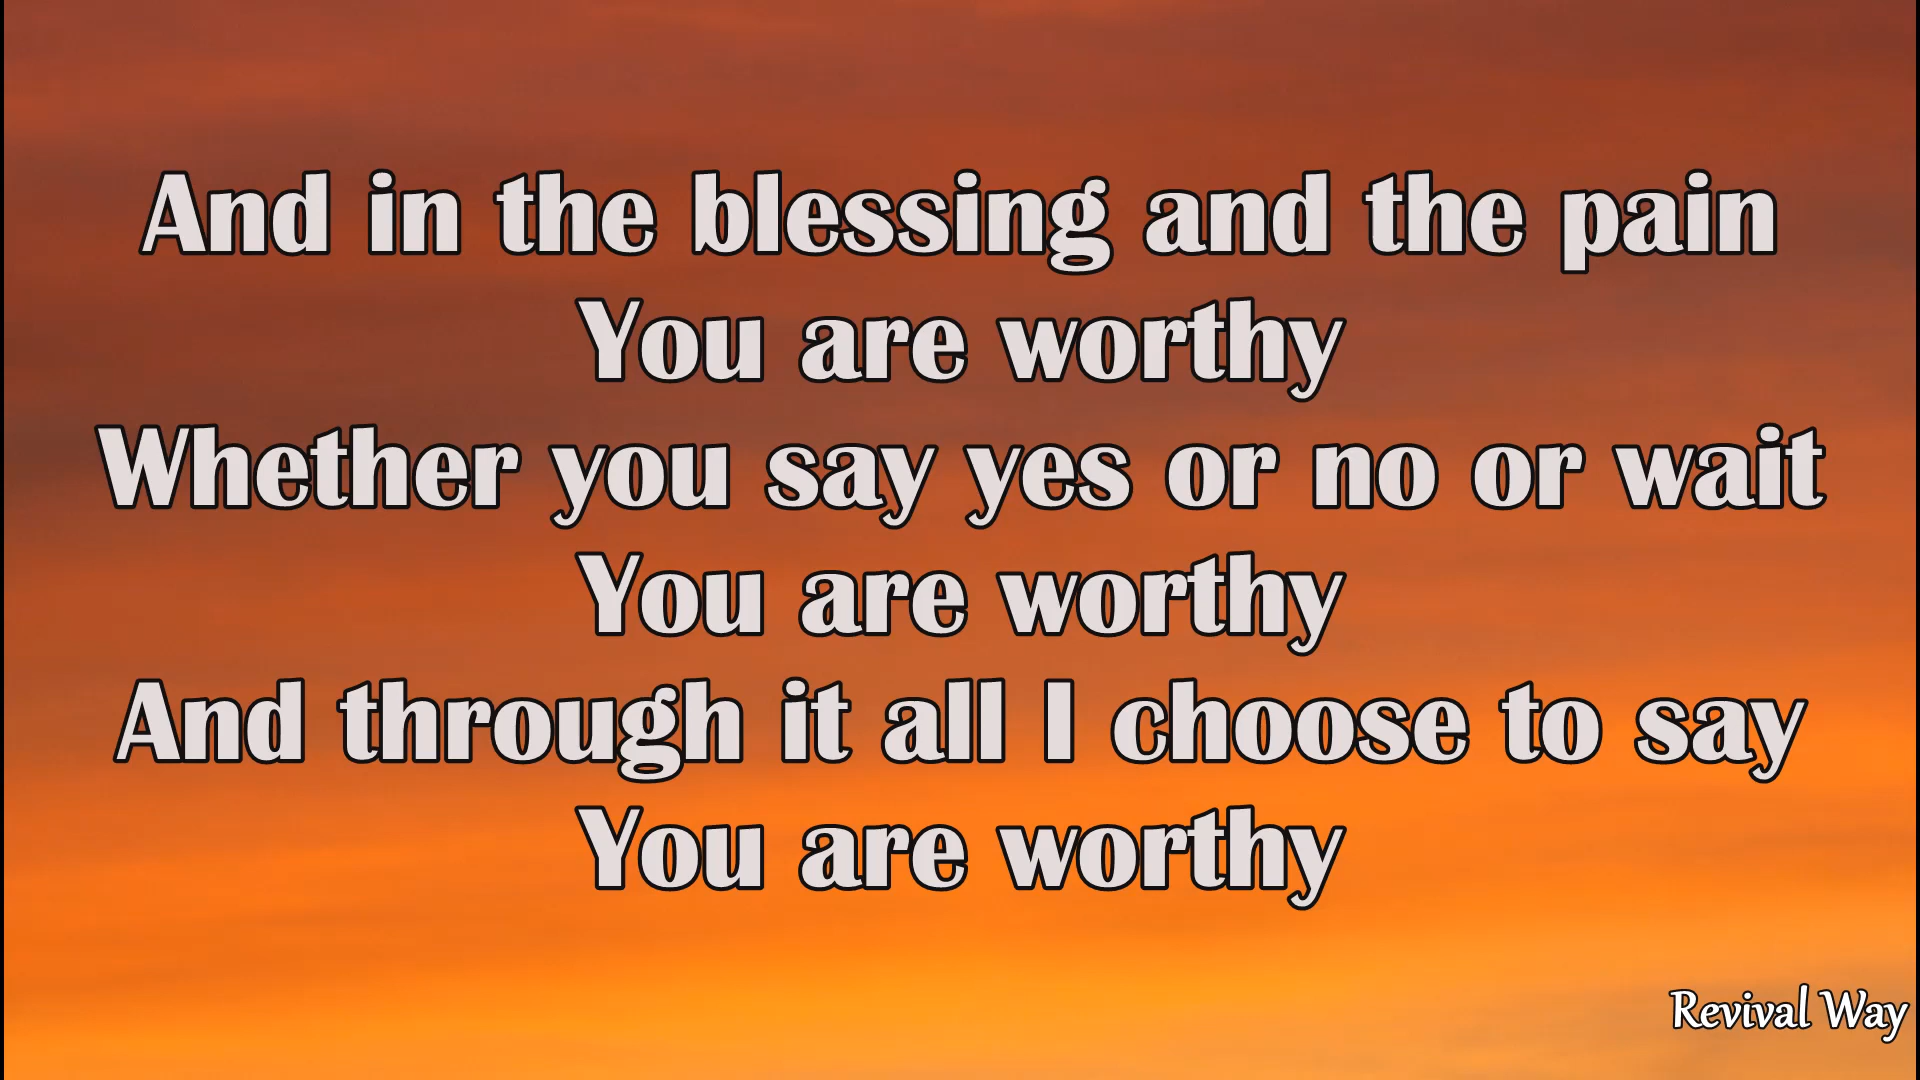 And in the blessing and the pain
You are worthy
Whether you say yes or no or wait
You are worthy
And through it all I choose to say
You are worthy
Revival Way